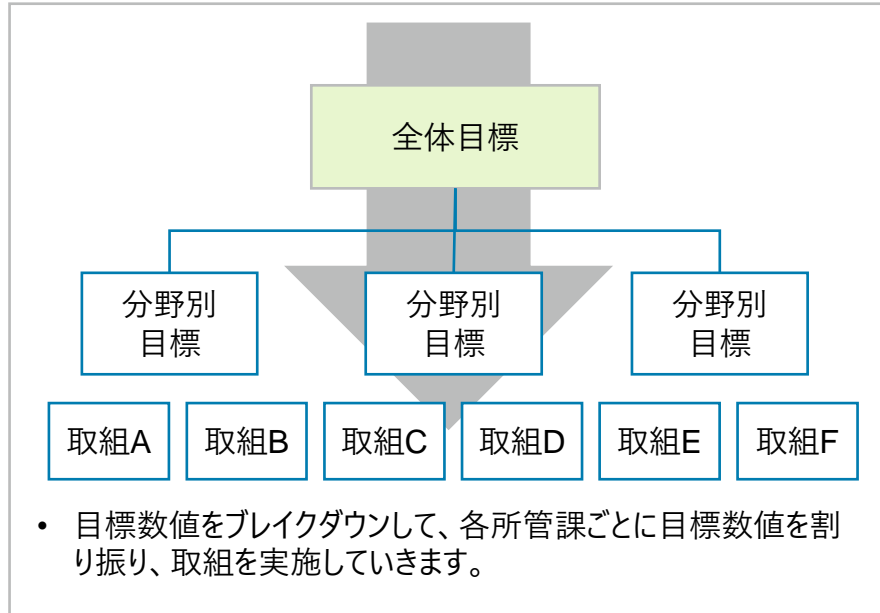 全体目標
分野別
目標
分野別
目標
分野別
目標
取組A
取組B
取組C
取組D
取組E
取組F
• 目標数値をブレイクダウンして、各所管課ごとに目標数値を割
り振り、取組を実施していきます。